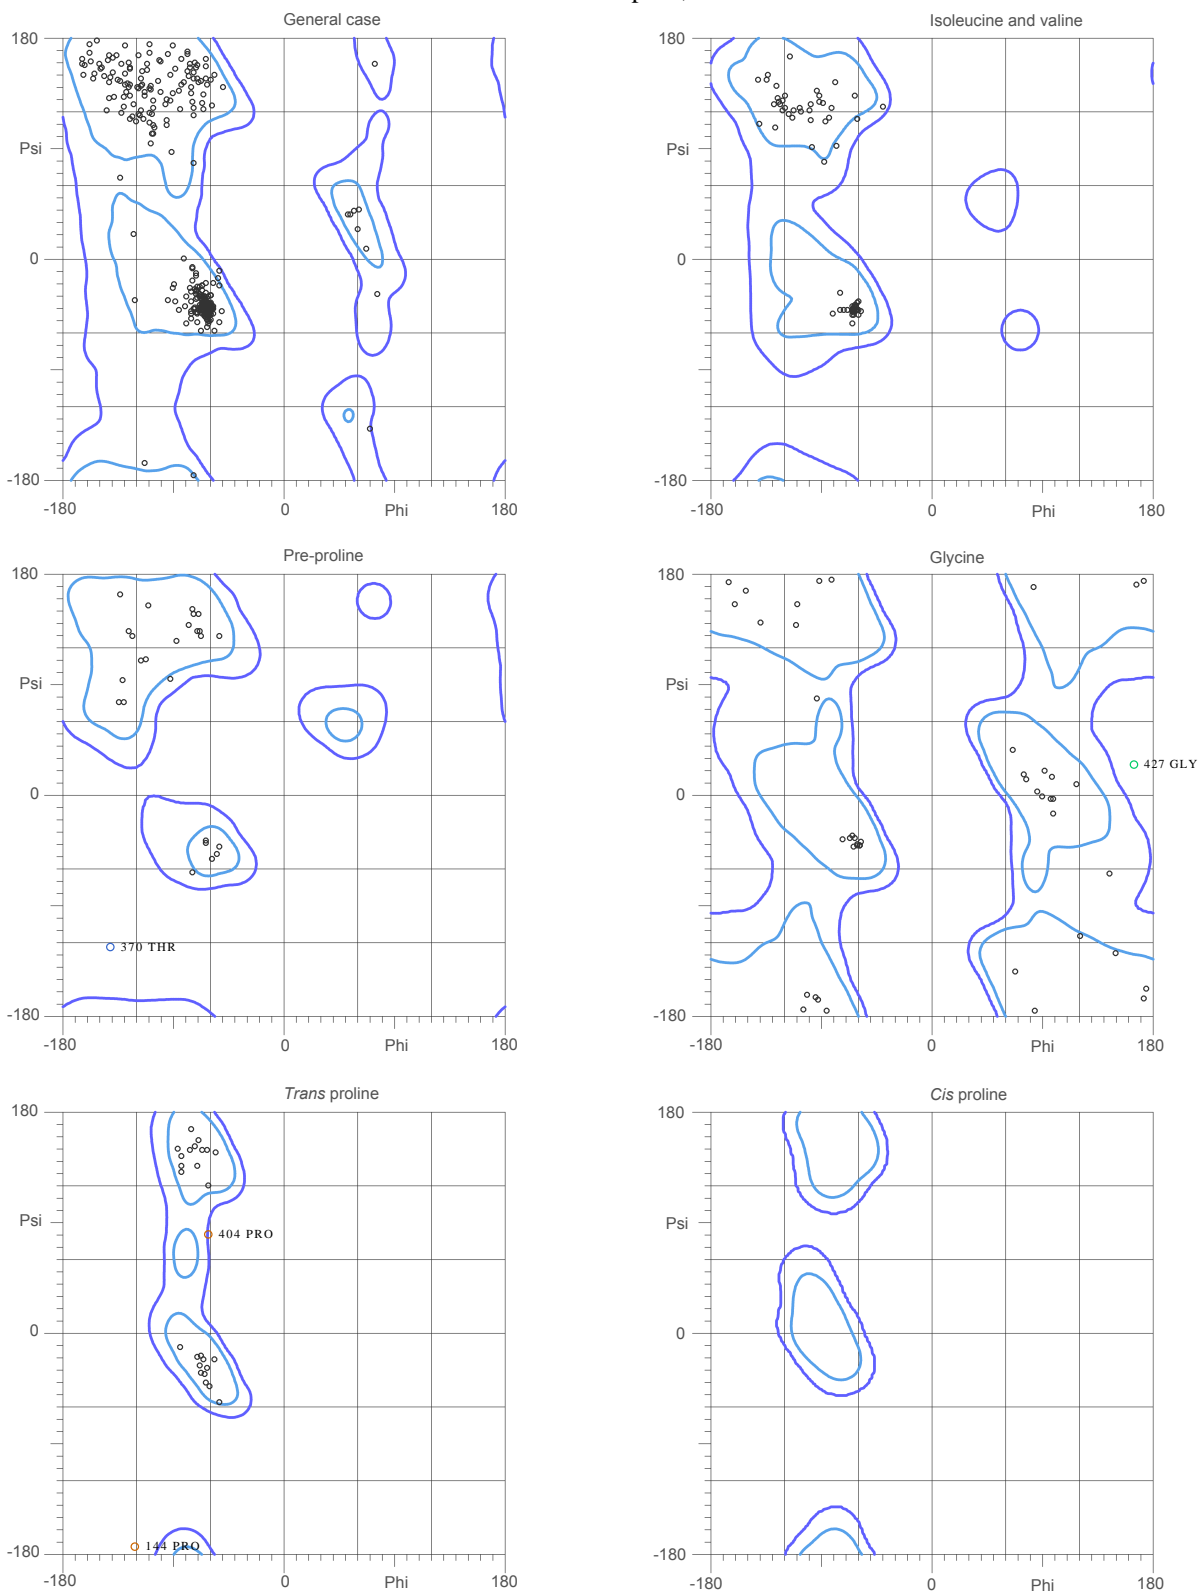 General case
180
Psi
0
-180
-180
0
Phi
180
Isoleucine and valine
180
Psi
0
-180
-180
0
Phi
180
Pre-proline
180
Psi
0
370 THR
-180
-180
0
Phi
180
Glycine
180
Psi
427 GLY
0
-180
-180
0
Phi
180
Trans proline
180
Psi
404 PRO
0
144 PRO
-180
-180
0
Phi
180
Cis proline
180
Psi
0
-180
-180
0
Phi
180